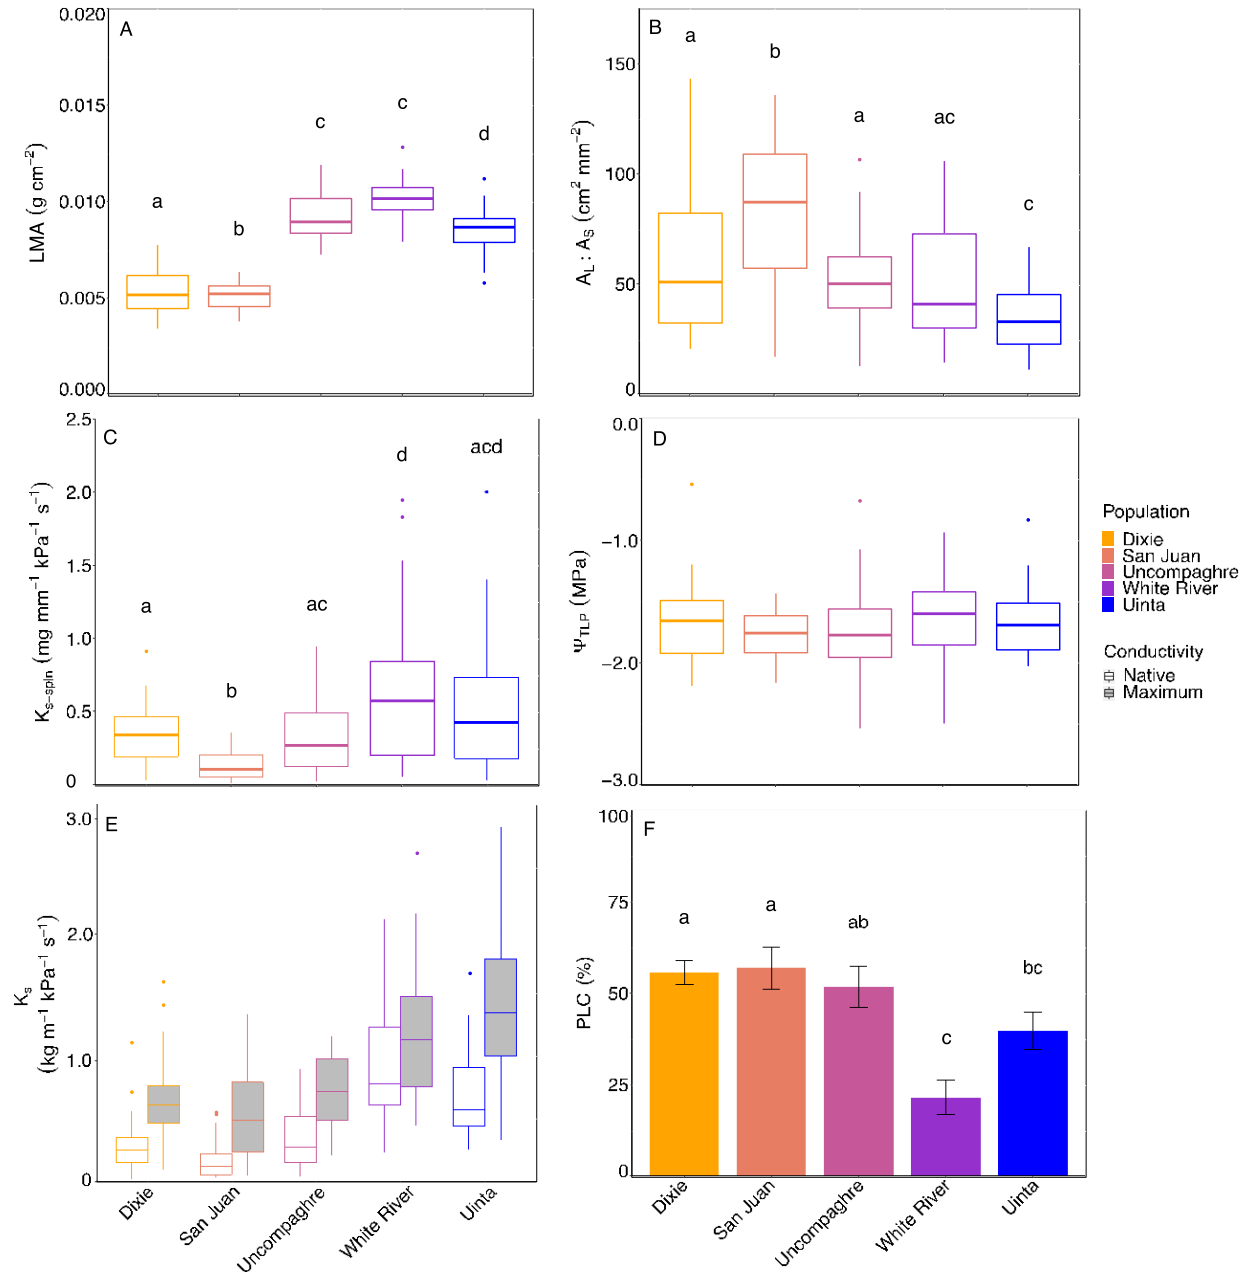 A
0.020
0.015
0.010
0.005
0.000
LMA (g cm⁻²)
a
b
c
c
d
B
150
100
50
0
A_L : A_S (cm² mm⁻²)
a
b
a
ac
c
C
2.5
2.0
1.5
1.0
0.5
0
K_s-spin (mg mm⁻¹ kPa⁻¹ s⁻¹)
a
b
ac
d
acd
D
0.0
−1.0
−2.0
−3.0
Ψ_TLP (MPa)
Population
Dixie
San Juan
Uncompaghre
White River
Uinta
Conductivity
Native
Maximum
E
3.0
2.0
1.0
0
K_s
(kg m⁻¹ kPa⁻¹ s⁻¹)
Dixie
San Juan
Uncompaghre
White River
Uinta
F
100
75
50
25
0
PLC (%)
a
a
ab
c
bc
Dixie
San Juan
Uncompaghre
White River
Uinta